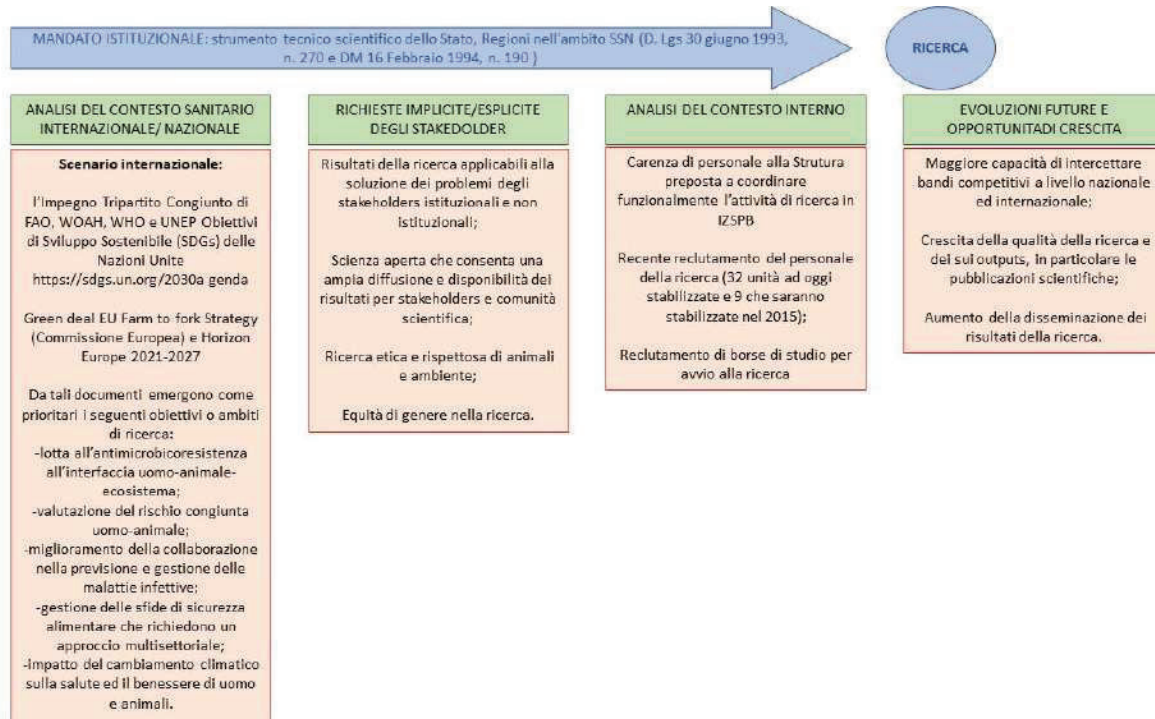 MANDATO ISTITUZIONALE: strumento tecnico scientifico dello Stato, Regioni nell'ambito SSN (D. Lgs 30 giugno 1993,
n. 270 e DM 16 Febbraio 1994, n. 190 )
RICERCA
ANALISI DEL CONTESTO SANITARIO
INTERNAZIONALE/ NAZIONALE
Scenario internazionale:
l'Impegno Tripartito Congiunto di
FAO, WOAH, WHO e UNEP Obiettivi
di Sviluppo Sostenibile (SDGs) delle
Nazioni Unite
https://sdgs.un.org/2030a genda
Green deal EU Farm to fork Strategy
(Commissione Europea) e Horizon
Europe 2021-2027
Da tali documenti emergono come
prioritari i seguenti obiettivi o ambiti
di ricerca:
-lotta all'antimicrobicoresistenza
all'interfaccia uomo-animale-
ecosistema;
-valutazione del rischio congiunta
uomo-animale;
-miglioramento della collaborazione
nella previsione e gestione delle
malattie infettive;
-gestione delle sfide di sicurezza
alimentare che richiedono un
approccio multisettoriale;
-impatto del cambiamento climatico
sulla salute ed il benessere di uomo
e animali.
RICHIESTE IMPLICITE/ESPLICITE
DEGLI STAKEDOLDER
Risultati della ricerca applicabili alla
soluzione dei problemi degli
stakeholders istituzionali e non
istituzionali;
Scienza aperta che consenta una
ampia diffusione e disponibilità dei
risultati per stakeholders e comunità
scientifica;
Ricerca etica e rispettosa di animali
e ambiente;
Equità di genere nella ricerca.
ANALISI DEL CONTESTO INTERNO
Carenza di personale alla Strutura
preposta a coordinare
funzionalmente l'attività di ricerca in
IZSPB
Recente reclutamento del personale
della ricerca (32 unità ad oggi
stabilizzate e 9 che saranno
stabilizzate nel 2015);
Reclutamento di borse di studio per
avvio alla ricerca
EVOLUZIONI FUTURE E
OPPORTUNITADI CRESCITA
Maggiore capacità di intercettare
bandi competitivi a livello nazionale
ed internazionale;
Crescita della qualità della ricerca e
dei sui outputs, in particolare le
pubblicazioni scientifiche;
Aumento della disseminazione dei
risultati della ricerca.